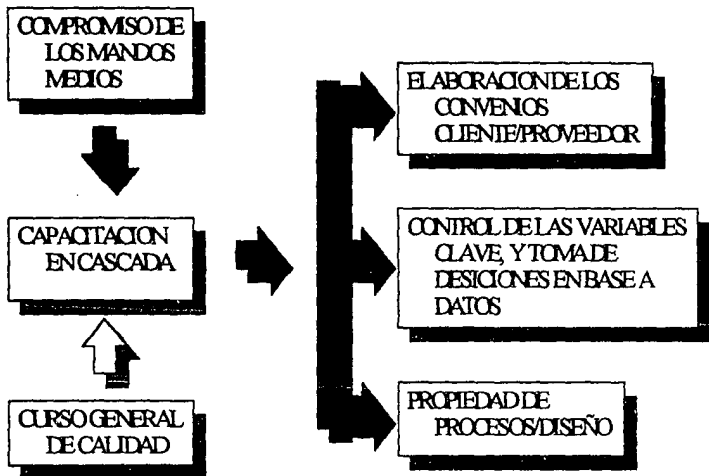 COMPROMISO DE
LOS MANDOS
MEDIOS
CAPACITACION
EN CASCADA
CURSO GENERAL
DE CALIDAD
ELABORACION DE LOS
CONVENIOS
CLIENTE/PROVEEDOR
CONTROL DE LAS VARIABLES
CLAVE, Y TOMA DE
DESICIONES EN BASE A
DATOS
PROPIEDAD DE
PROCESOS/DISEÑO